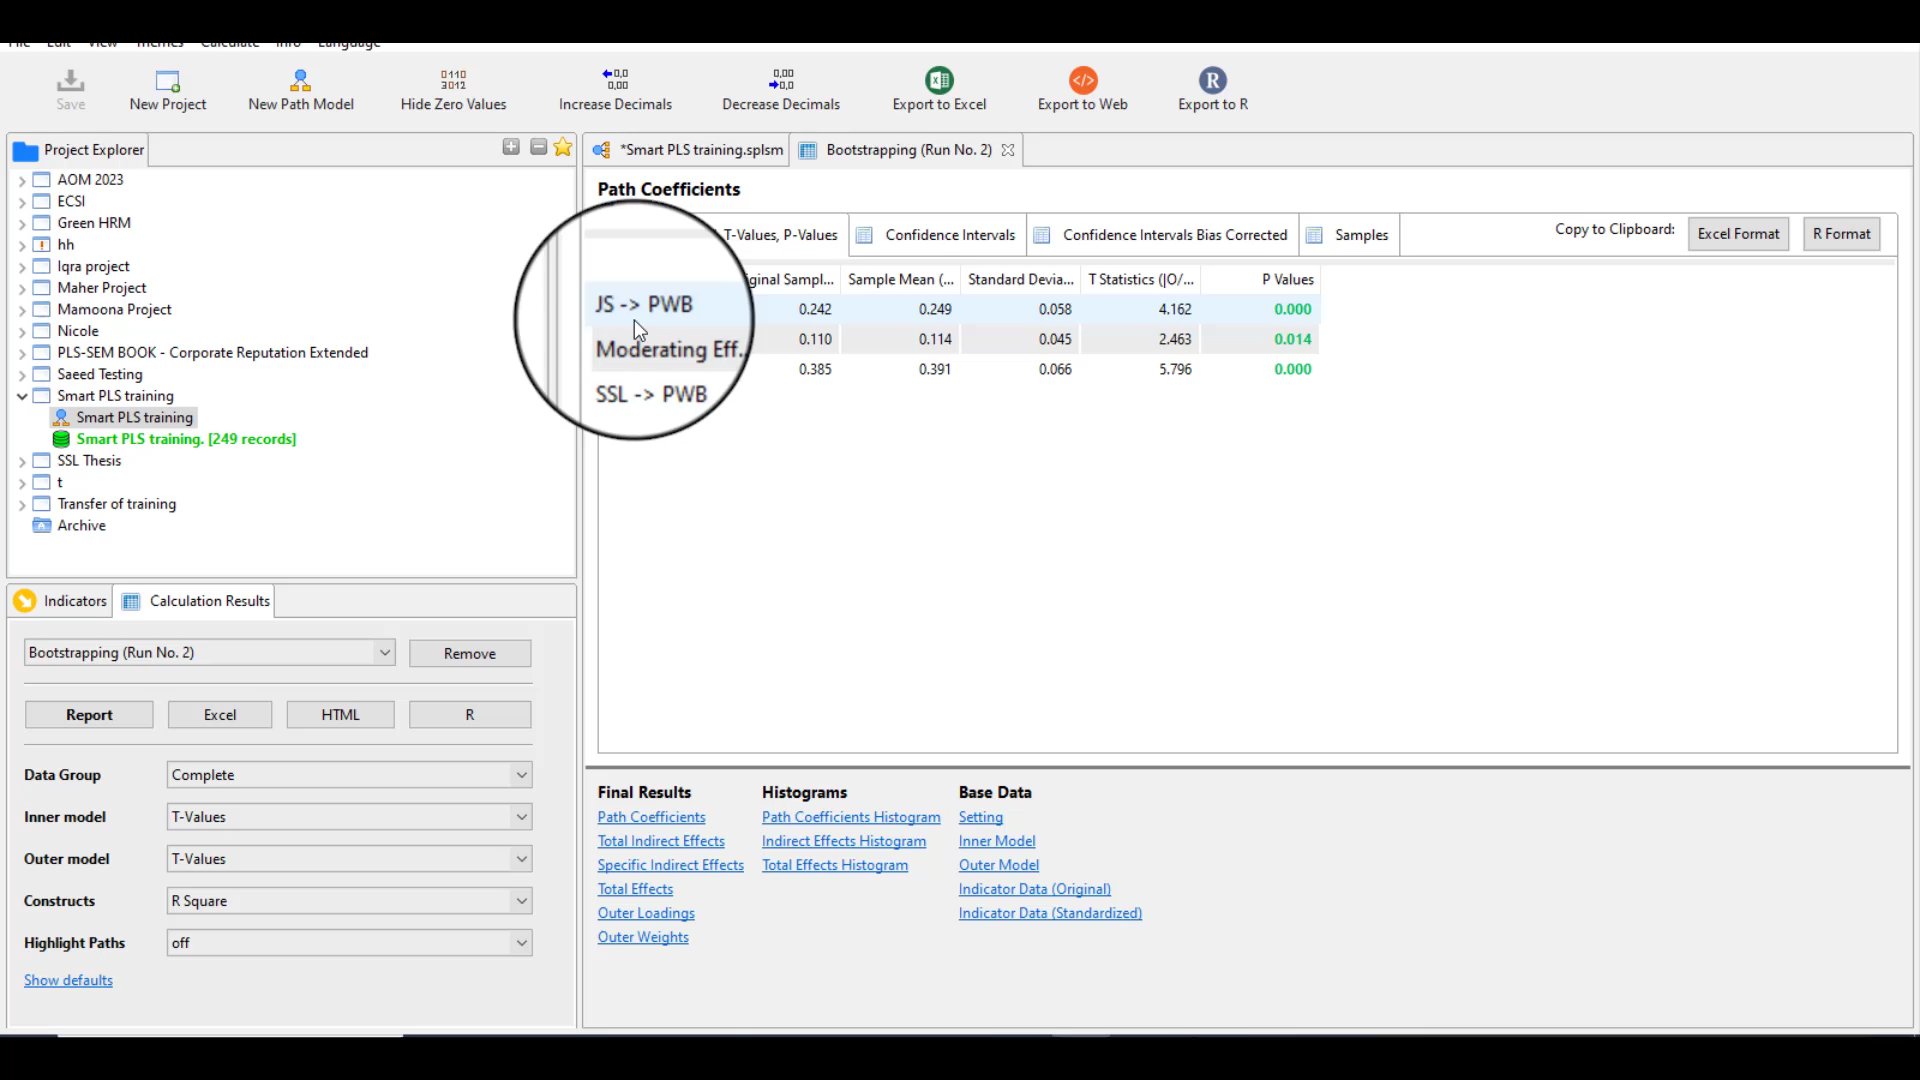 File Edit View Themes Calculate Info Language
Save New Project New Path Model Hide Zero Values Increase Decimals Decrease Decimals Export to Excel Export to Web Export to R
Project Explorer
AOM 2023
ECSI
Green HRM
hh
Iqra project
Maher Project
Mamoona Project
Nicole
PLS-SEM BOOK - Corporate Reputation Extended
Saeed Testing
Smart PLS training
Smart PLS training
Smart PLS training. [249 records]
SSL Thesis
t
Transfer of training
Archive
Indicators Calculation Results
Bootstrapping (Run No. 2) Remove
Report Excel HTML R
Data Group Complete
Inner model T-Values
Outer model T-Values
Constructs R Square
Highlight Paths off
Show defaults
*Smart PLS training.splsm Bootstrapping (Run No. 2)
Path Coefficients
T-Values, P-Values Confidence Intervals Confidence Intervals Bias Corrected Samples Copy to Clipboard: Excel Format R Format
ginal Sampl... Sample Mean (... Standard Devia... T Statistics (|O/... P Values
JS -> PWB 0.242 0.249 0.058 4.162 0.000
Moderating Eff... 0.110 0.114 0.045 2.463 0.014
SSL -> PWB 0.385 0.391 0.066 5.796 0.000
Final Results Histograms Base Data
Path Coefficients Path Coefficients Histogram Setting
Total Indirect Effects Indirect Effects Histogram Inner Model
Specific Indirect Effects Total Effects Histogram Outer Model
Total Effects Indicator Data (Original)
Outer Loadings Indicator Data (Standardized)
Outer Weights